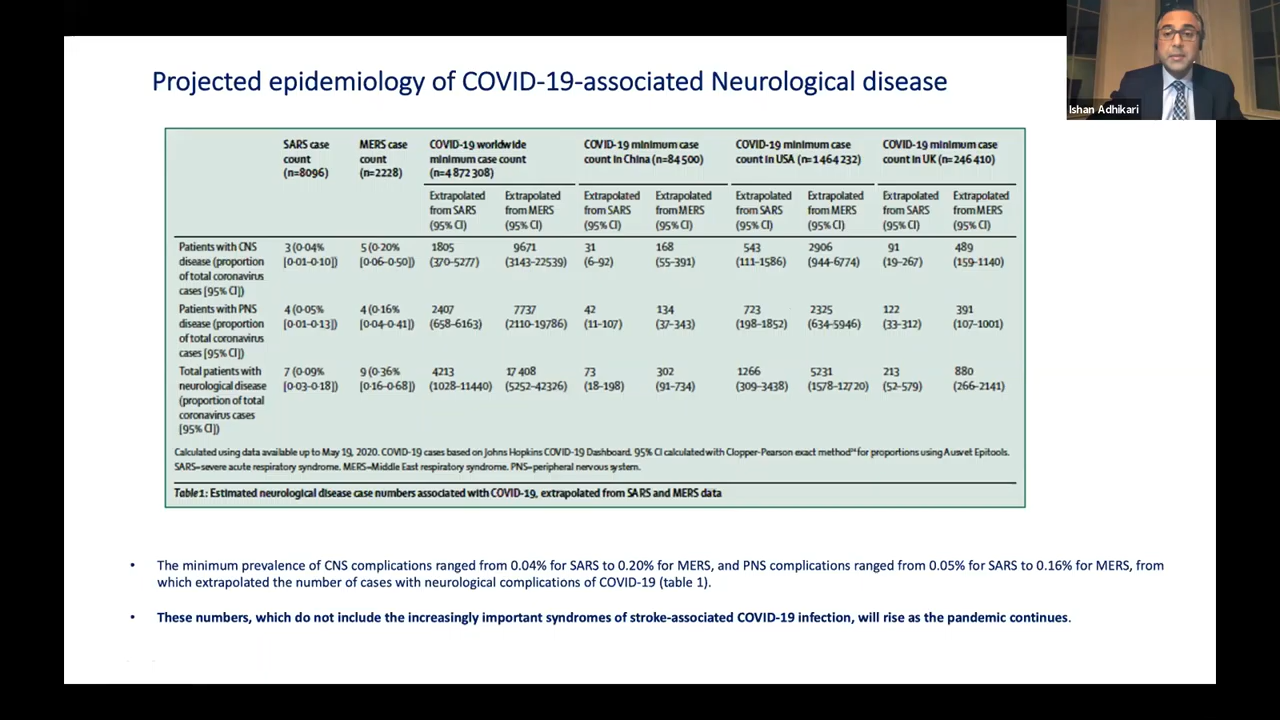 Projected epidemiology of COVID-19-associated Neurological disease
Ishan Adhikari
SARS case count (n=8096) MERS case count (n=2228) COVID-19 worldwide minimum case count (n=4 872 308) COVID-19 minimum case count in China (n=84 500) COVID-19 minimum case count in USA (n=1 464 232) COVID-19 minimum case count in UK (n=246 410)
Extrapolated from SARS (95% CI) Extrapolated from MERS (95% CI) Extrapolated from SARS (95% CI) Extrapolated from MERS (95% CI) Extrapolated from SARS (95% CI) Extrapolated from MERS (95% CI) Extrapolated from SARS (95% CI) Extrapolated from MERS (95% CI)
Patients with CNS 3 (0·04% 5 (0·20% 1805 9671 31 168 543 2906 91 489
disease (proportion [0·01–0·10]) [0·06–0·50]) (370–5277) (3143–22539) (6–92) (55–391) (111–1586) (944–6774) (19–267) (159–1140)
of total coronavirus
cases [95% CI])
Patients with PNS 4 (0·05% 4 (0·16% 2407 7737 42 134 723 2325 122 391
disease (proportion [0·01–0·13]) [0·04–0·41]) (658–6163) (2110–19786) (11–107) (37–343) (198–1852) (634–5946) (33–312) (107–1001)
of total coronavirus
cases [95% CI])
Total patients with 7 (0·09% 9 (0·36% 4213 17 408 73 302 1266 5231 213 880
neurological disease [0·03–0·18]) [0·16–0·68]) (1028–11440) (5252–42326) (18–198) (91–734) (309–3438) (1578–12720) (52–579) (266–2141)
(proportion of total
coronavirus cases
[95% CI])
Calculated using data available up to May 19, 2020. COVID-19 cases based on Johns Hopkins COVID-19 Dashboard. 95% CI calculated with Clopper-Pearson exact method for proportions using Ausvet Epitools.
SARS=severe acute respiratory syndrome. MERS=Middle East respiratory syndrome. PNS=peripheral nervous system.
Table 1: Estimated neurological disease case numbers associated with COVID-19, extrapolated from SARS and MERS data
• The minimum prevalence of CNS complications ranged from 0.04% for SARS to 0.20% for MERS, and PNS complications ranged from 0.05% for SARS to 0.16% for MERS, from
which extrapolated the number of cases with neurological complications of COVID-19 (table 1).
• These numbers, which do not include the increasingly important syndromes of stroke-associated COVID-19 infection, will rise as the pandemic continues.